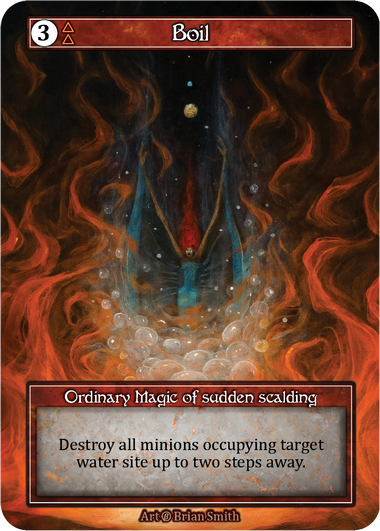 3
Boil
Ordinary Magic of sudden scalding
Destroy all minions occupying target
water site up to two steps away.
Art @ Brian Smith